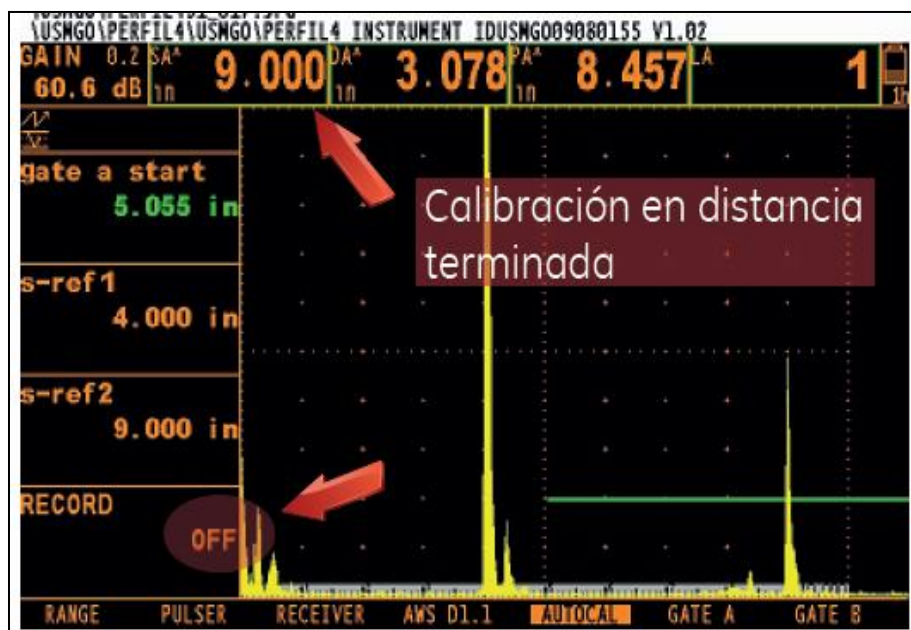 \USMGO\PERFIL4\USMGO\PERFIL4 INSTRUMENT IDUSMGO09080155 V1.02
GAIN 0.2 SA^ 9.000 DA^ 3.078 PA^ 8.457 LA 1
60.6 dB in in in 1h
gate a start
5.055 in
s-ref1
4.000 in
s-ref2
9.000 in
RECORD
OFF
Calibración en distancia
terminada
RANGE PULSER RECEIVER AWS D1.1 AUTOCAL GATE A GATE B